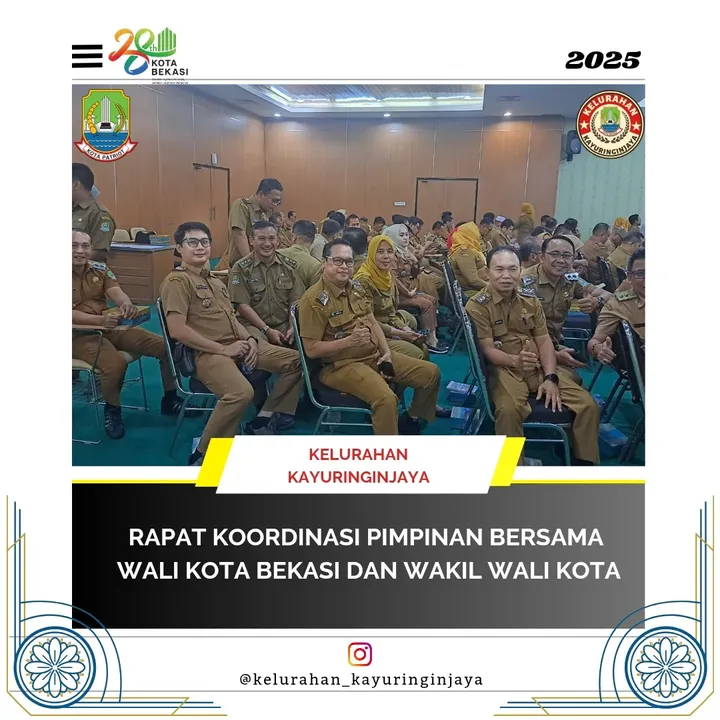 28th
KOTA
BEKASI
2025
KOTA PATRIOT
KELURAHAN
KAYURINGINJAYA
KELURAHAN
KAYURINGINJAYA
RAPAT KOORDINASI PIMPINAN BERSAMA
WALI KOTA BEKASI DAN WAKIL WALI KOTA
@kelurahan_kayuringinjaya